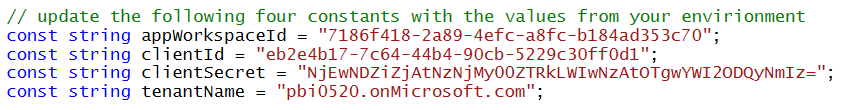 // update the following four constants with the values from your envirionment
const string appWorkspaceId = "7186f418-2a89-4efc-a8fc-b184ad353c70";
const string clientId = "eb2e4b17-7c64-44b4-90cb-5229c30ff0d1";
const string clientSecret = "NjEwNDZiZjAtNzNjMy00ZTRkLWIwNzAtOTgwYWI2ODQyNmIz=";
const string tenantName = "pbi0520.onMicrosoft.com";